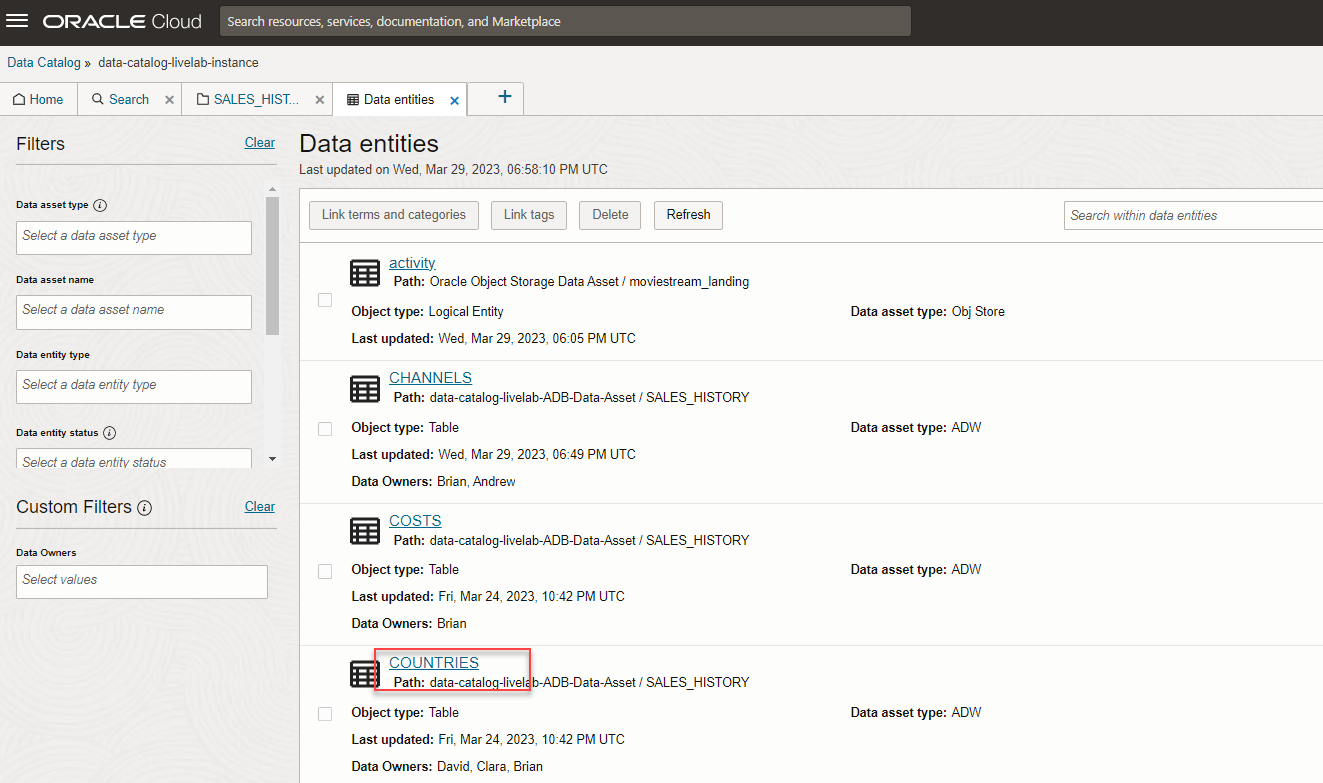 ORACLE Cloud
Search resources, services, documentation, and Marketplace
Data Catalog » data-catalog-livelab-instance
Home
Search
SALES_HIST...
Data entities
Filters
Clear
Data asset type
Select a data asset type
Data asset name
Select a data asset name
Data entity type
Select a data entity type
Data entity status
Select a data entity status
Custom Filters
Clear
Data Owners
Select values
Data entities
Last updated on Wed, Mar 29, 2023, 06:58:10 PM UTC
Link terms and categories
Link tags
Delete
Refresh
Search within data entities
activity
Path: Oracle Object Storage Data Asset / moviestream_landing
Object type: Logical Entity
Data asset type: Obj Store
Last updated: Wed, Mar 29, 2023, 06:05 PM UTC
CHANNELS
Path: data-catalog-livelab-ADB-Data-Asset / SALES_HISTORY
Object type: Table
Data asset type: ADW
Last updated: Wed, Mar 29, 2023, 06:49 PM UTC
Data Owners: Brian, Andrew
COSTS
Path: data-catalog-livelab-ADB-Data-Asset / SALES_HISTORY
Object type: Table
Data asset type: ADW
Last updated: Fri, Mar 24, 2023, 10:42 PM UTC
Data Owners: Brian
COUNTRIES
Path: data-catalog-livelab-ADB-Data-Asset / SALES_HISTORY
Object type: Table
Data asset type: ADW
Last updated: Fri, Mar 24, 2023, 10:42 PM UTC
Data Owners: David, Clara, Brian